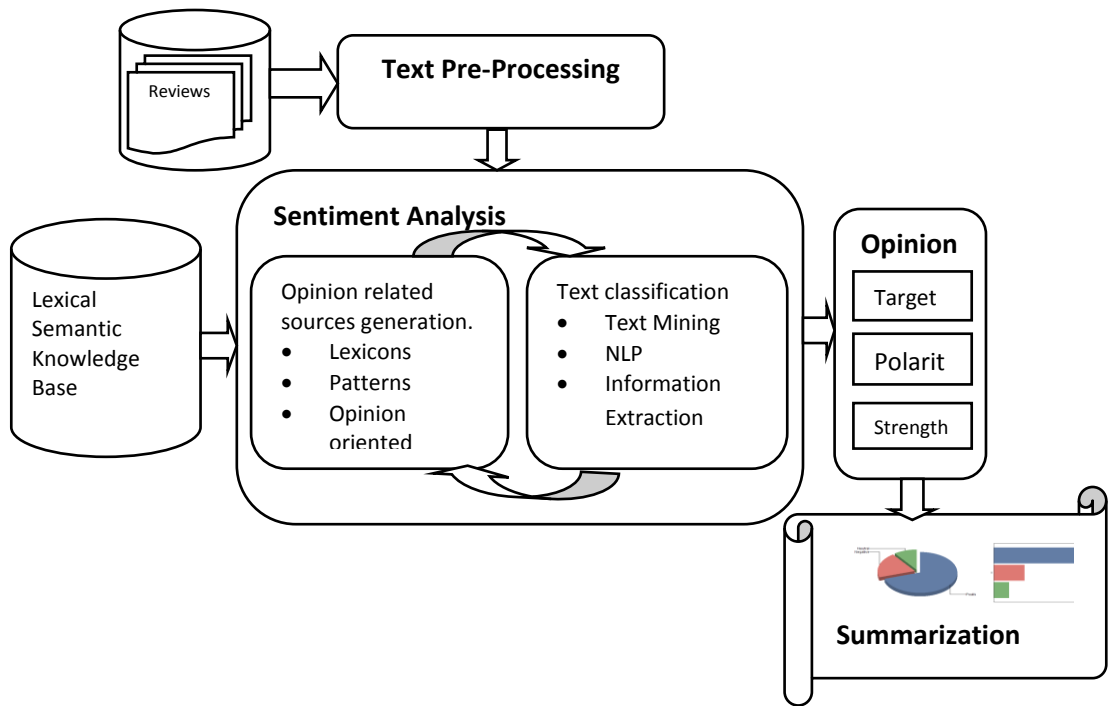 Reviews
Text Pre-Processing
Sentiment Analysis
Lexical
Semantic
Knowledge
Base
Opinion related
sources generation.
• Lexicons
• Patterns
• Opinion
oriented
Text classification
• Text Mining
• NLP
• Information
Extraction
Opinion
Target
Polarit
Strength
Summarization